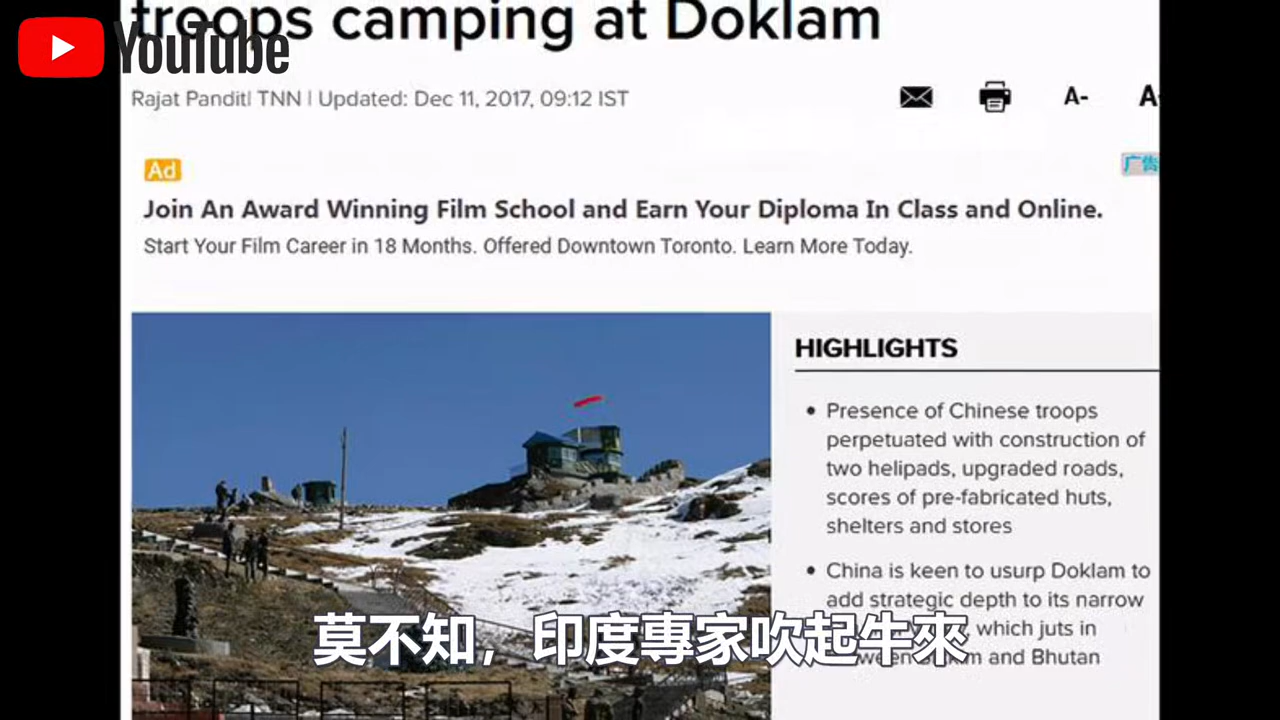 troops camping at Doklam
YouTube
Rajat Pandit| TNN | Updated: Dec 11, 2017, 09:12 IST
A-
A
Ad
广告
Join An Award Winning Film School and Earn Your Diploma In Class and Online.
Start Your Film Career in 18 Months. Offered Downtown Toronto. Learn More Today.
HIGHLIGHTS
Presence of Chinese troops
perpetuated with construction of
two helipads, upgraded roads,
scores of pre-fabricated huts,
shelters and stores
China is keen to usurp Doklam to
add strategic depth to its narrow
, which juts in
and Bhutan
莫不知，印度專家吹起牛來